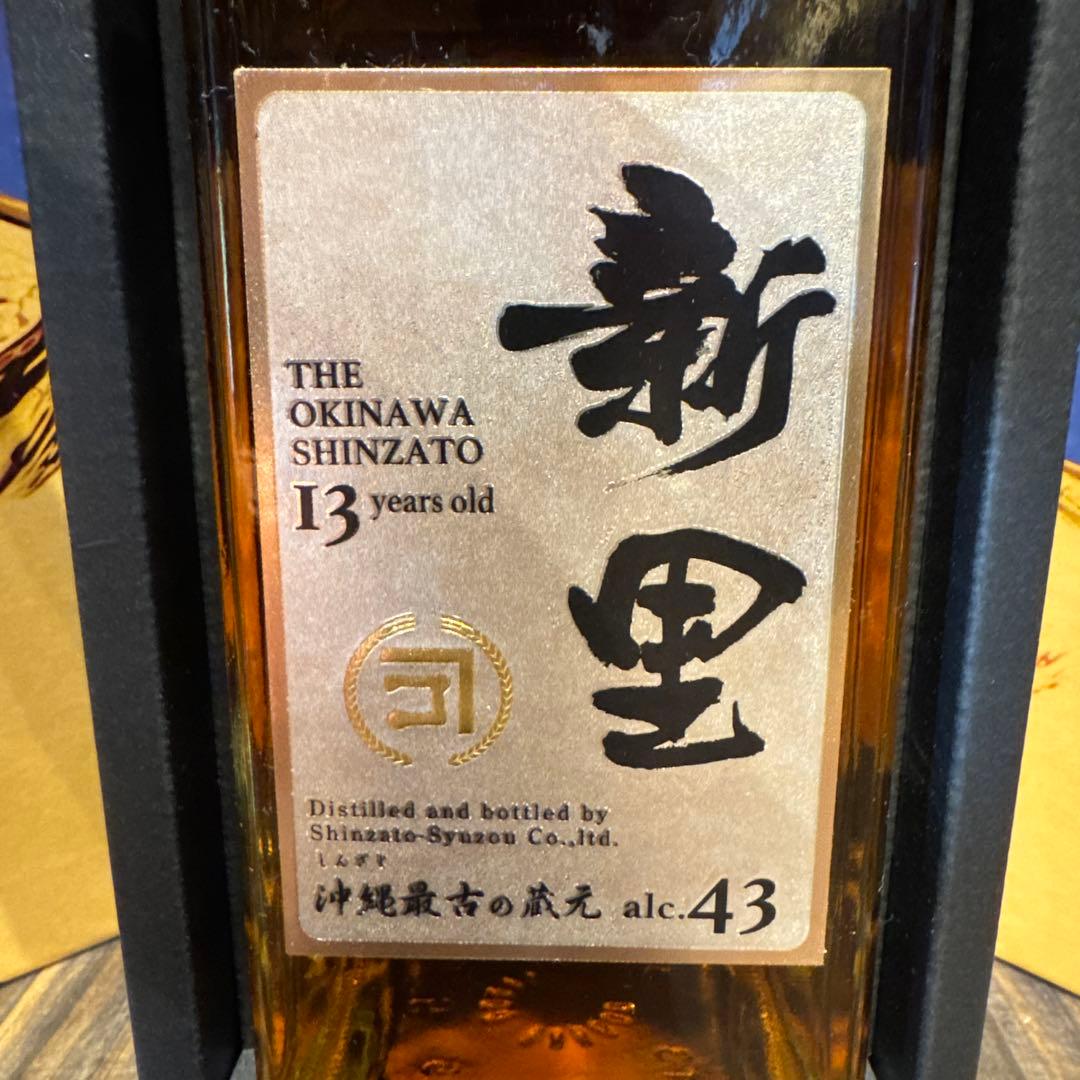 新里
THE
OKINAWA
SHINZATO
13 years old
Distilled and bottled by
Shinzato-Syuzou Co.,ltd.
しんざと
沖縄最古の蔵元 alc.43